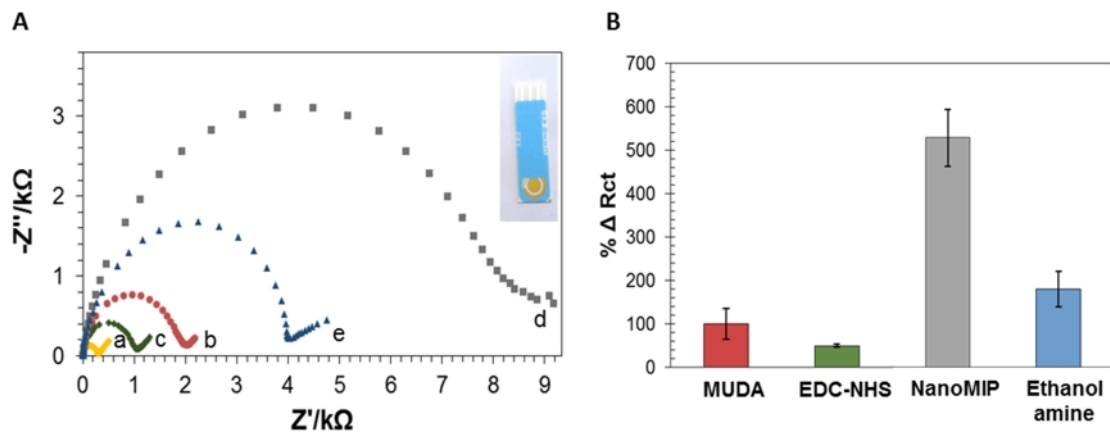 A
B
-Z''/kΩ
3
2
1
0
0 1 2 3 4 5 6 7 8 9
Z'/kΩ
a
c
b
e
d
% Δ Rct
700
600
500
400
300
200
100
0
MUDA
EDC-NHS
NanoMIP
Ethanol
amine